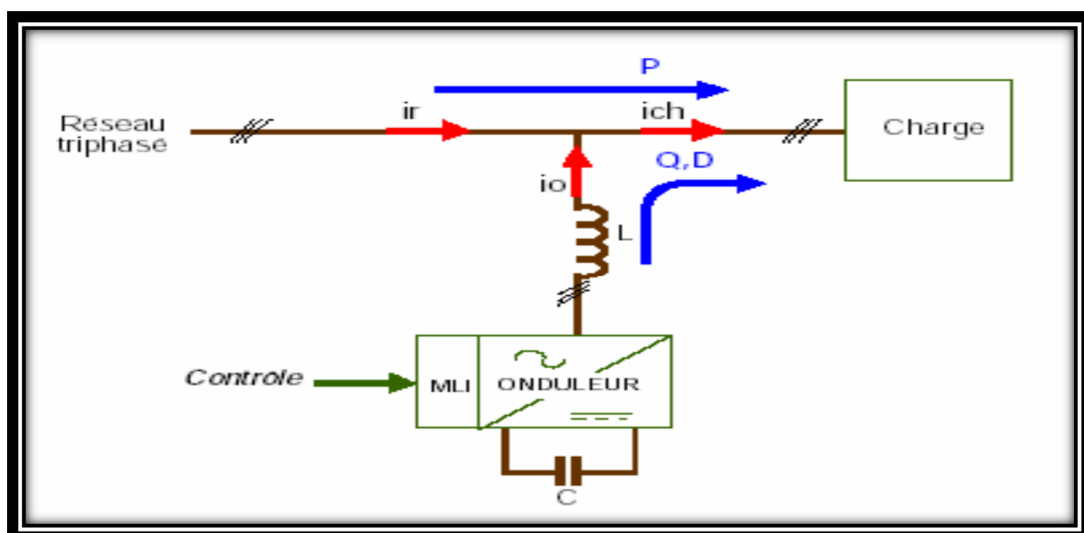 P
ir
ich
Réseau
triphasé
Charge
Q,D
io
L
Contrôle
MLI
ONDULEUR
C